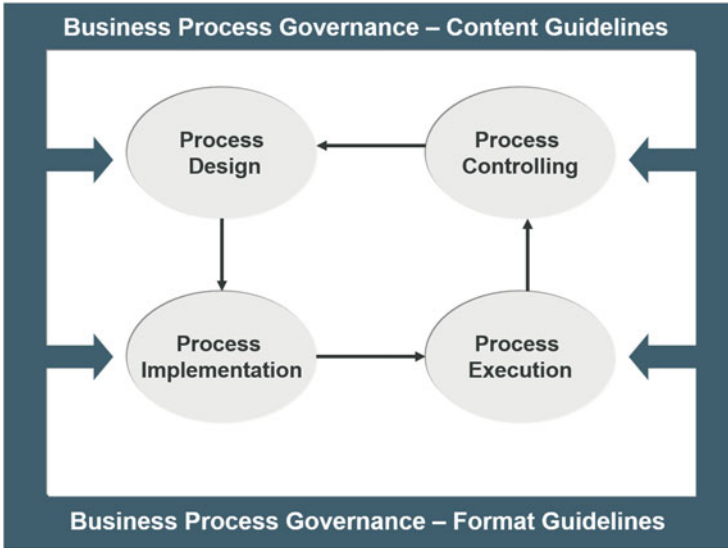 Business Process Governance – Content Guidelines
Process
Design
Process
Controlling
Process
Implementation
Process
Execution
Business Process Governance – Format Guidelines